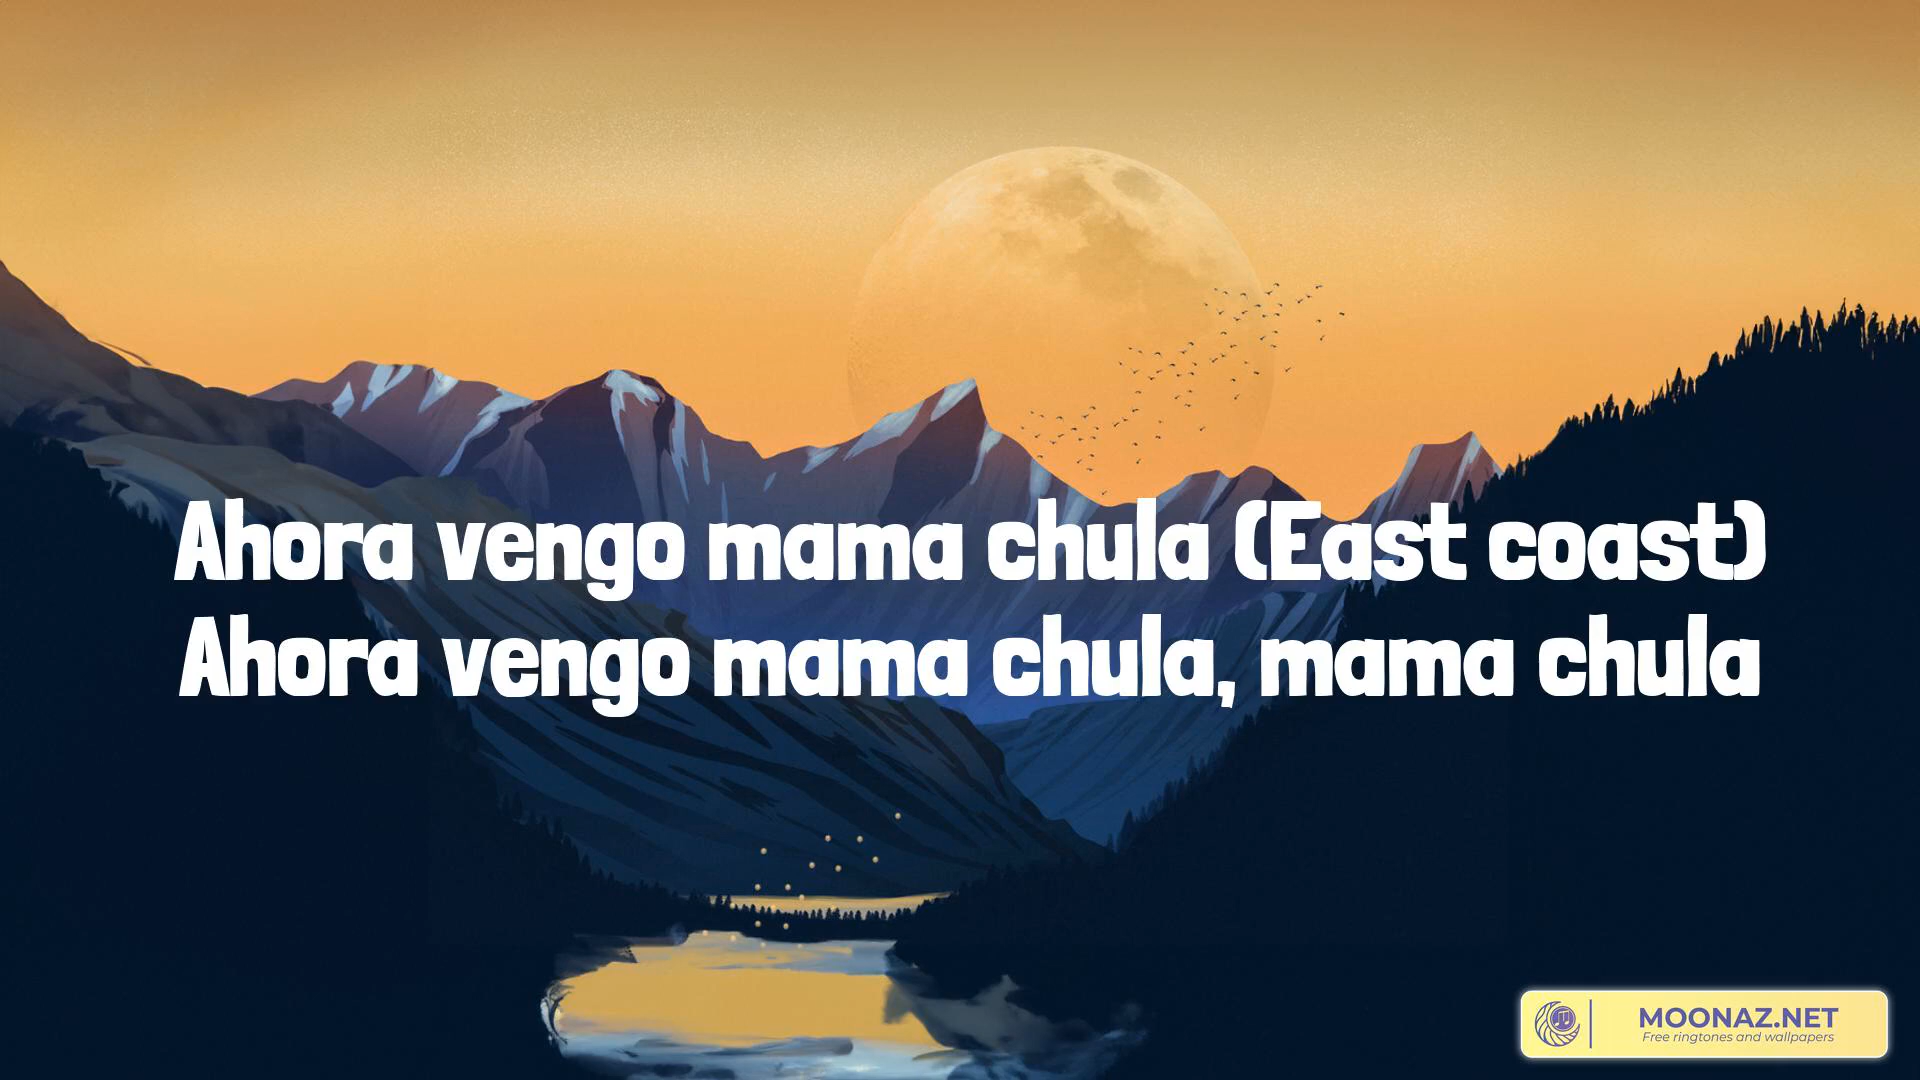 Ahora vengo mama chula (East coast)
Ahora vengo mama chula, mama chula
MOONAZ.NET
Free ringtones and wallpapers